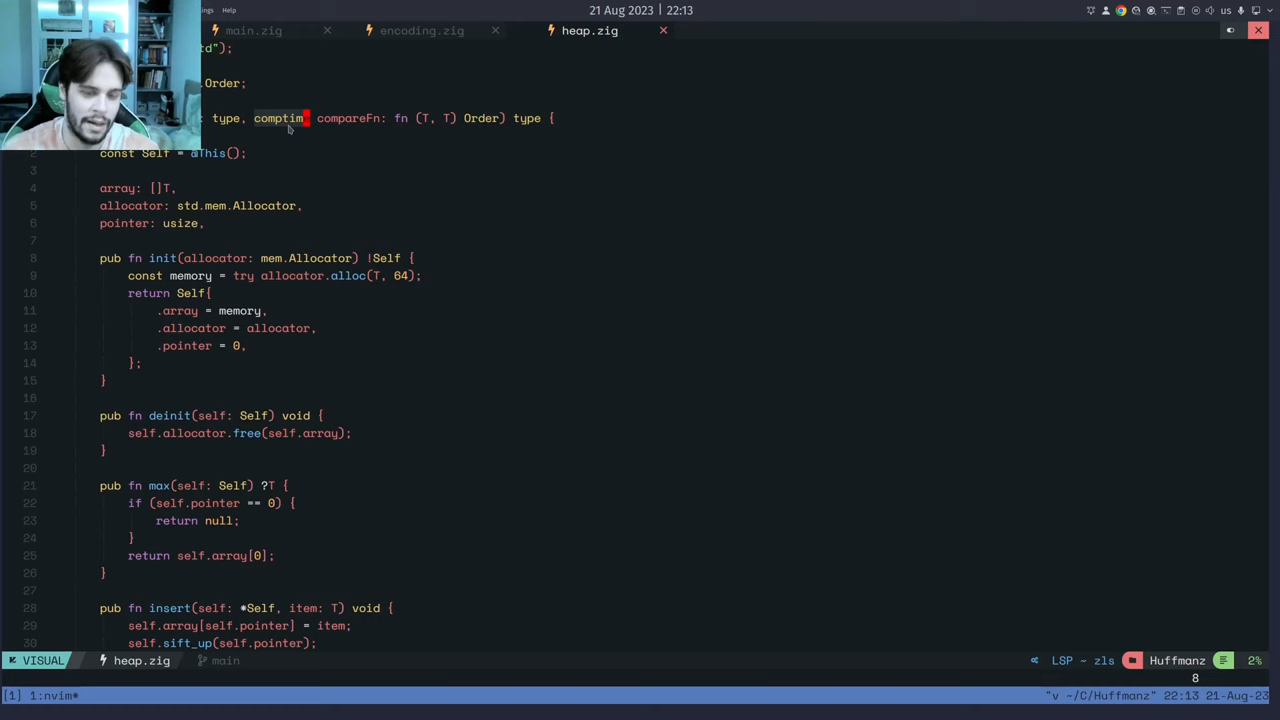 ngs Help 21 Aug 2023 22:13 US
main.zig encoding.zig heap.zig
td");
.Order;
: type, comptime compareFn: fn (T, T) Order) type {
2 const Self = @This();
3
4 array: []T,
5 allocator: std.mem.Allocator,
6 pointer: usize,
7
8 pub fn init(allocator: mem.Allocator) !Self {
9 const memory = try allocator.alloc(T, 64);
10 return Self{
11 .array = memory,
12 .allocator = allocator,
13 .pointer = 0,
14 };
15 }
16
17 pub fn deinit(self: Self) void {
18 self.allocator.free(self.array);
19 }
20
21 pub fn max(self: Self) ?T {
22 if (self.pointer == 0) {
23 return null;
24 }
25 return self.array[0];
26 }
27
28 pub fn insert(self: *Self, item: T) void {
29 self.array[self.pointer] = item;
30 self.sift_up(self.pointer);
VISUAL heap.zig main LSP ~ zls Huffmanz 2%
8
[1] 1:nvim* "v ~/C/Huffmanz" 22:13 21-Aug-23